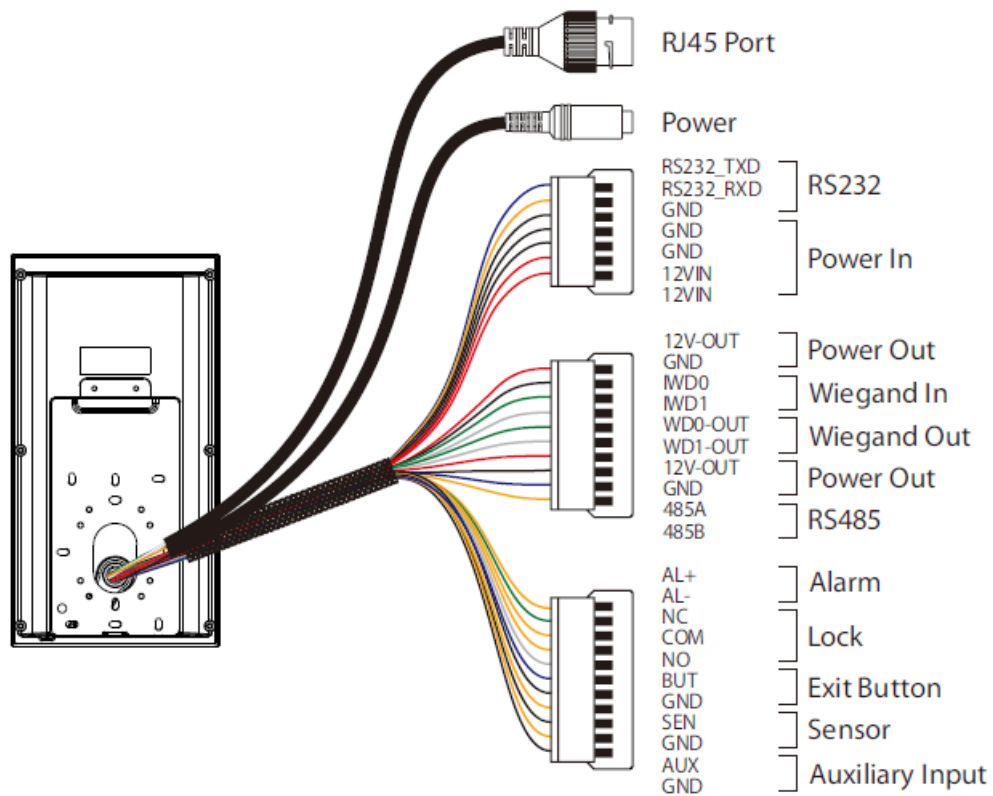 RJ45 Port
Power
RS232_TXD
RS232_RXD
GND
RS232
GND
GND
12VIN
12VIN
Power In
12V-OUT
GND
Power Out
IWD0
IWD1
Wiegand In
WD0-OUT
WD1-OUT
Wiegand Out
12V-OUT
GND
Power Out
485A
485B
RS485
AL+
AL-
Alarm
NC
COM
NO
Lock
BUT
GND
Exit Button
SEN
GND
Sensor
AUX
GND
Auxiliary Input